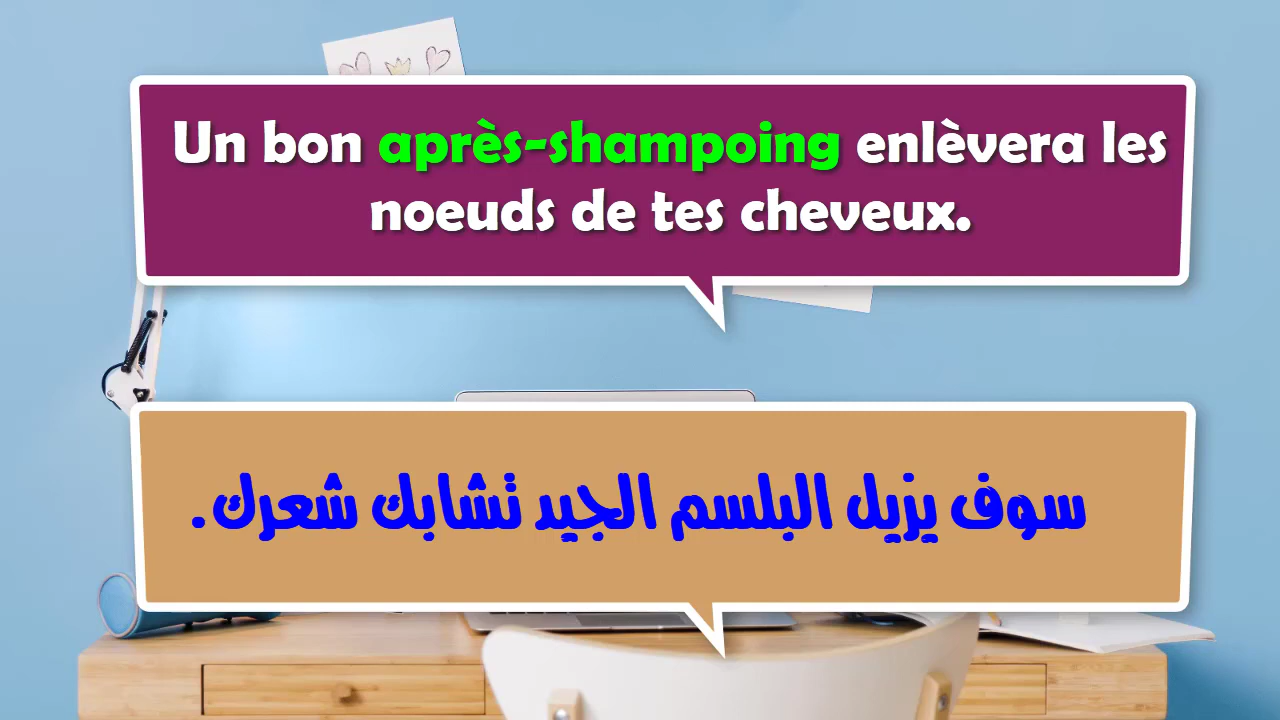 Un bon après-shampoing enlèvera les
noeuds de tes cheveux.
سوف يزيل البلسم الجيد تشابك شعرك.